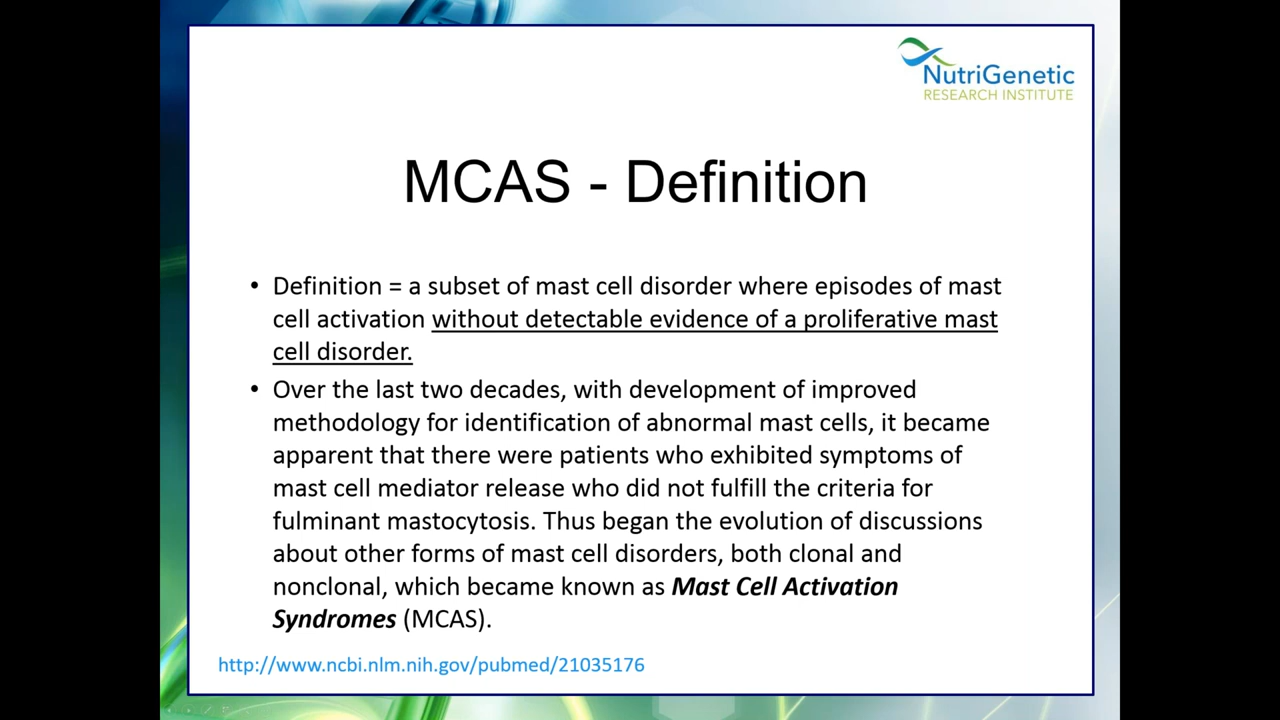 NutriGenetic
RESEARCH INSTITUTE
MCAS - Definition
• Definition = a subset of mast cell disorder where episodes of mast
cell activation without detectable evidence of a proliferative mast
cell disorder.
• Over the last two decades, with development of improved
methodology for identification of abnormal mast cells, it became
apparent that there were patients who exhibited symptoms of
mast cell mediator release who did not fulfill the criteria for
fulminant mastocytosis. Thus began the evolution of discussions
about other forms of mast cell disorders, both clonal and
nonclonal, which became known as Mast Cell Activation
Syndromes (MCAS).
http://www.ncbi.nlm.nih.gov/pubmed/21035176